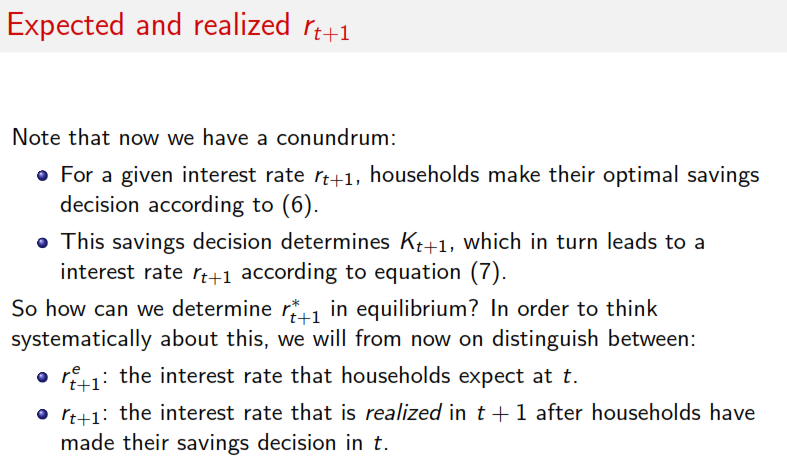 Expected and realized r_{t+1}
Note that now we have a conundrum:
For a given interest rate r_{t+1}, households make their optimal savings
decision according to (6).
This savings decision determines K_{t+1}, which in turn leads to a
interest rate r_{t+1} according to equation (7).
So how can we determine r^*_{t+1} in equilibrium? In order to think
systematically about this, we will from now on distinguish between:
r^e_{t+1}: the interest rate that households expect at t.
r_{t+1}: the interest rate that is realized in t + 1 after households have
made their savings decision in t.